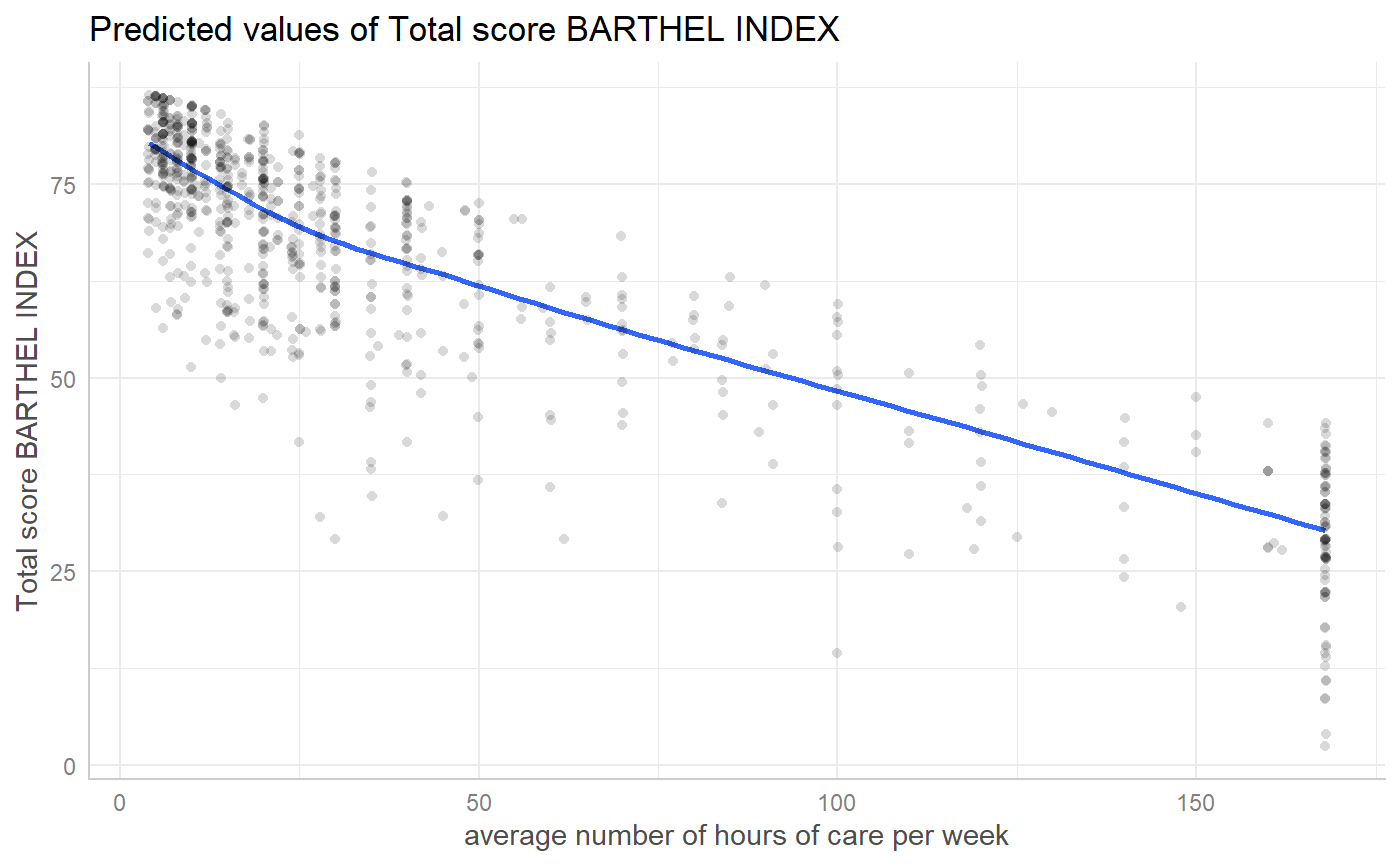 Predicted values of Total score BARTHEL INDEX
Total score BARTHEL INDEX
75
50
25
0
0 50 100 150
average number of hours of care per week